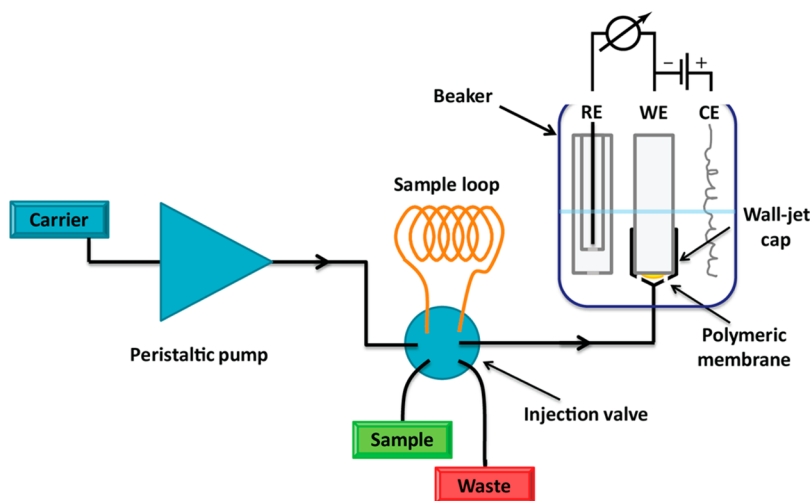 Beaker
RE
WE
CE
−
+
Sample loop
Carrier
Wall-jet
cap
Peristaltic pump
Polymeric
membrane
Injection valve
Sample
Waste